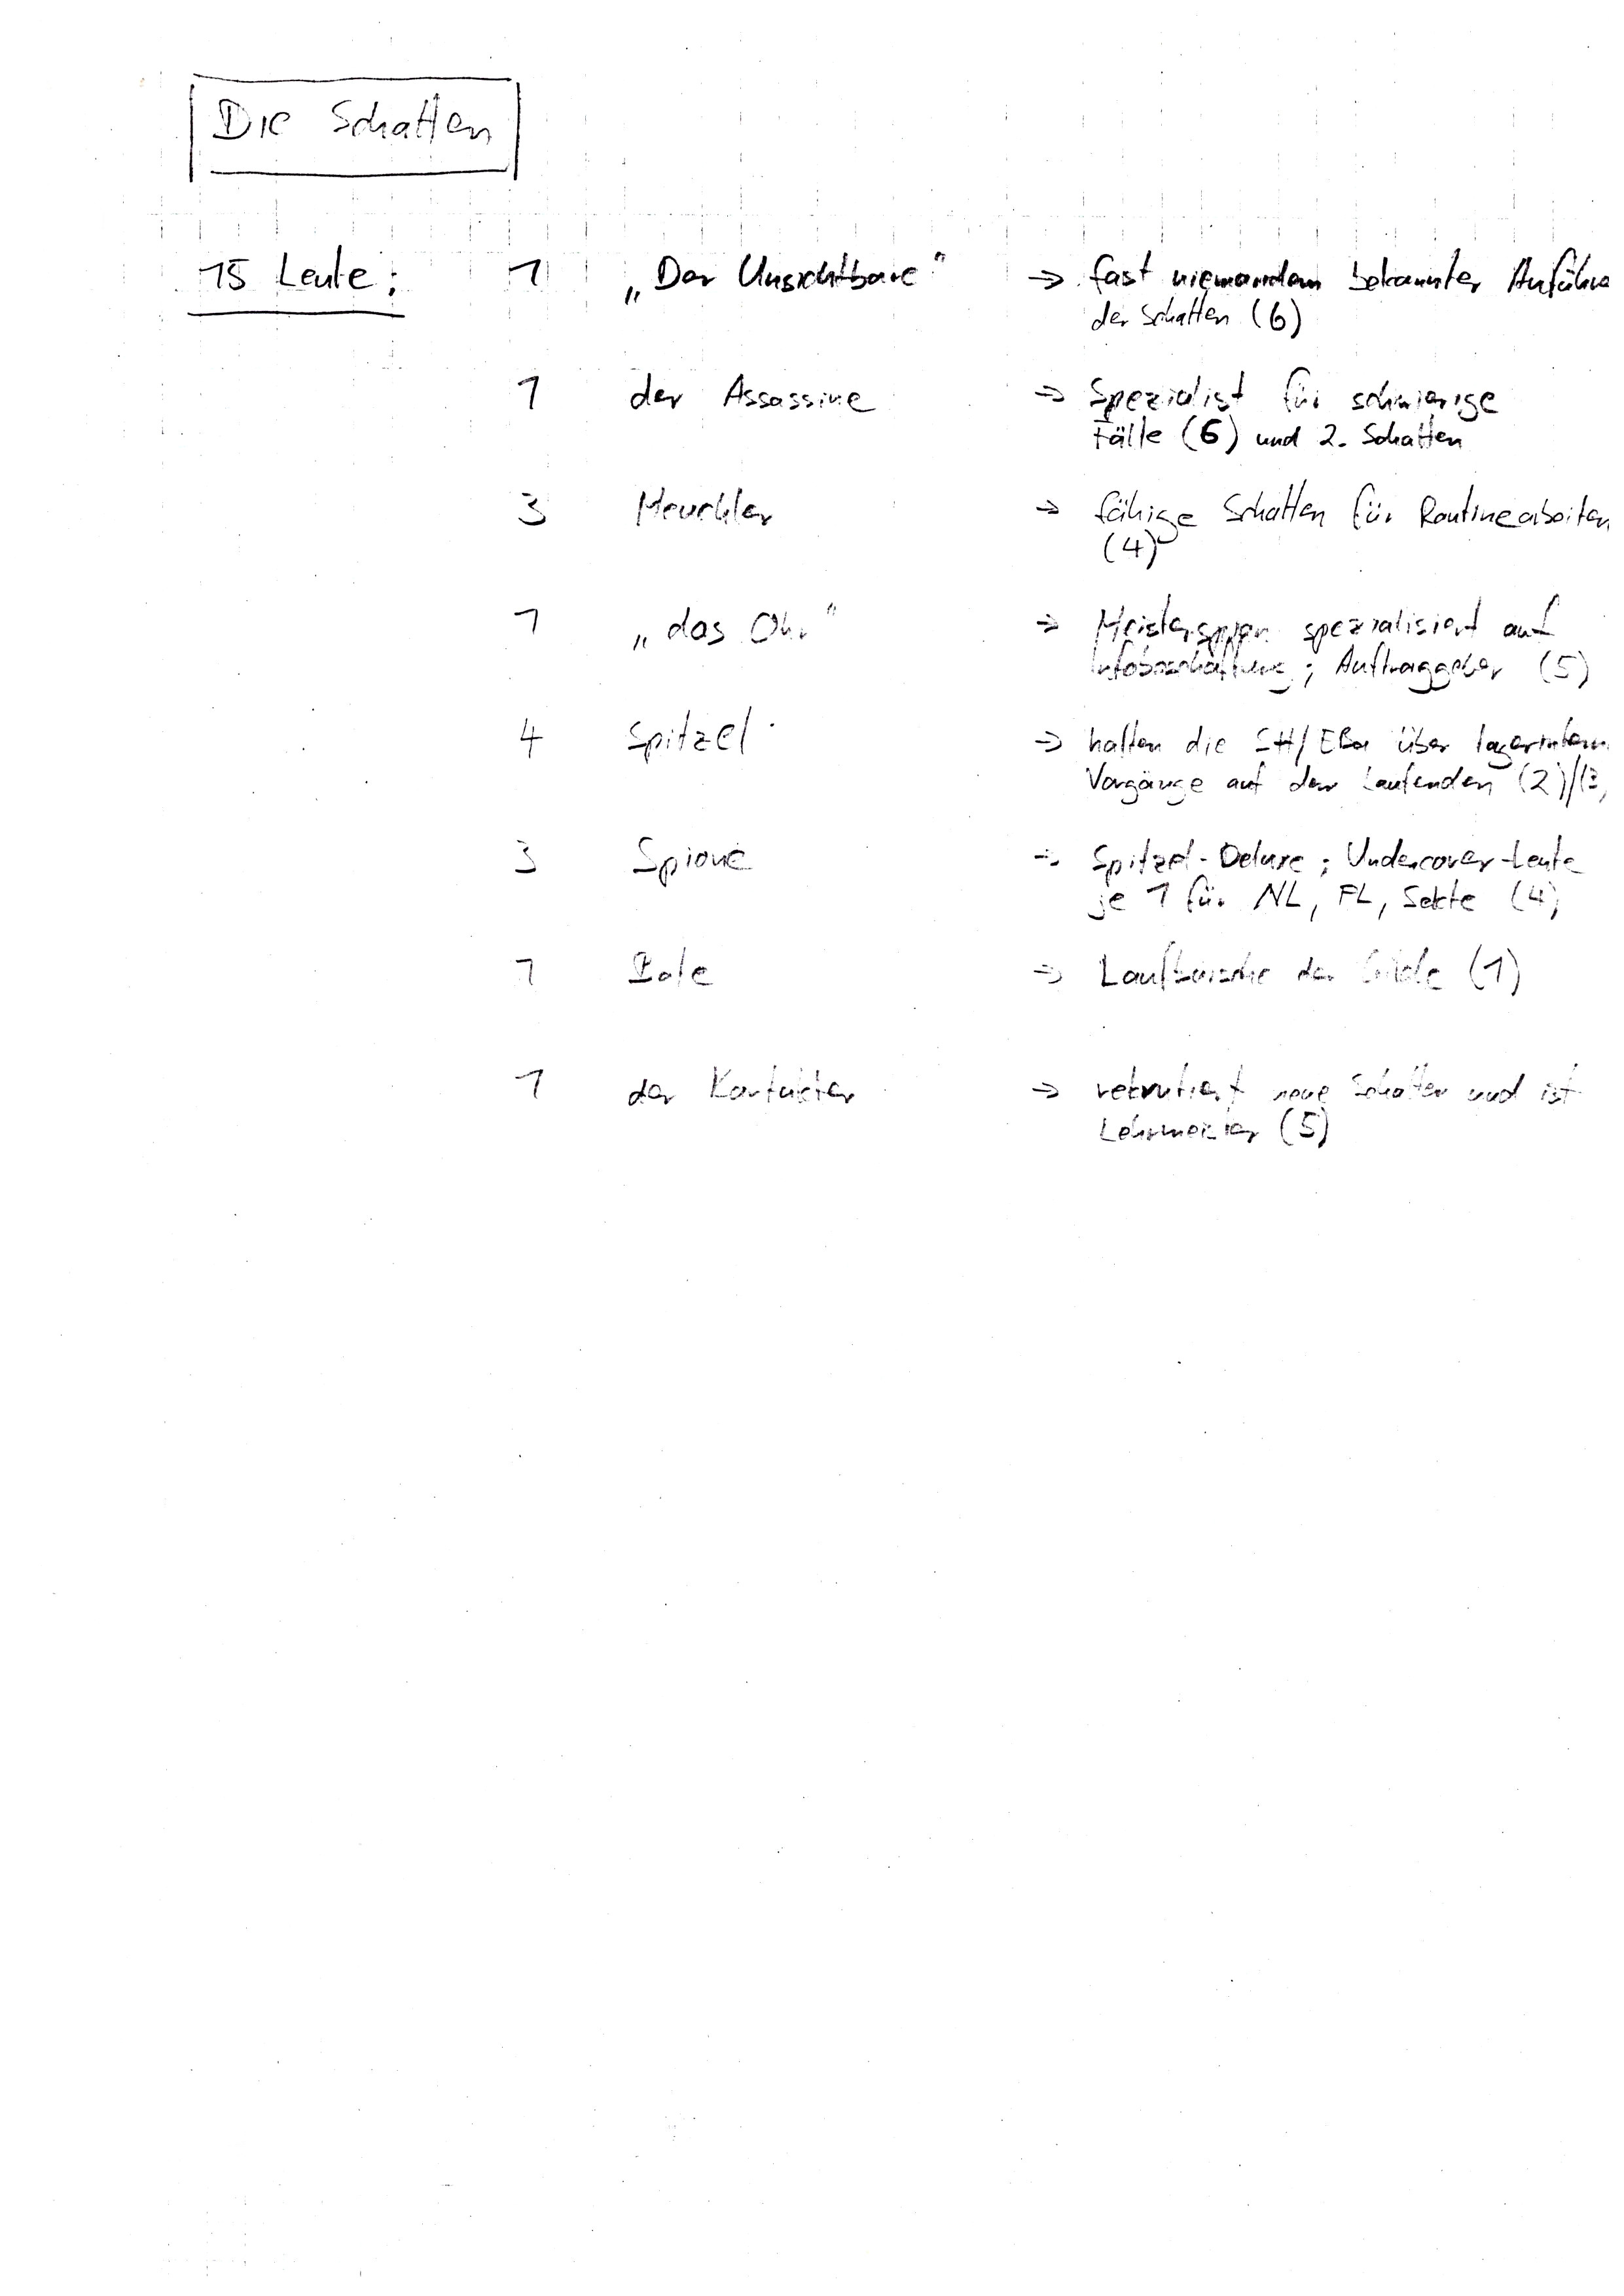 Die Schatten
15 Leute: 1 „Der Unsichtbare" → fast niemandem bekannter Anführe
der Schatten (6)
1 der Assassine → Spezialist für schwierige
Fälle (6) und 2. Schatten
3 Meuchler → fähige Schatten für Routinearbeiten
(4)
1 „das Ohr" → Meisterspion spezialisiert auf
Infobeschaffung; Auftraggeber (5)
4 Spitzel → halten die über lagerintern
Vorgänge auf dem Laufenden (2)/(3)
3 Spione → Spitzel-Deluxe; Undercover-Leute
je 1 für NL, FL, Sekte (4)
1 Bote → Laufbursche der Gilde (1)
1 der Kontakter → rekrutiert neue Schatten und ist
Lehrmeister (5)